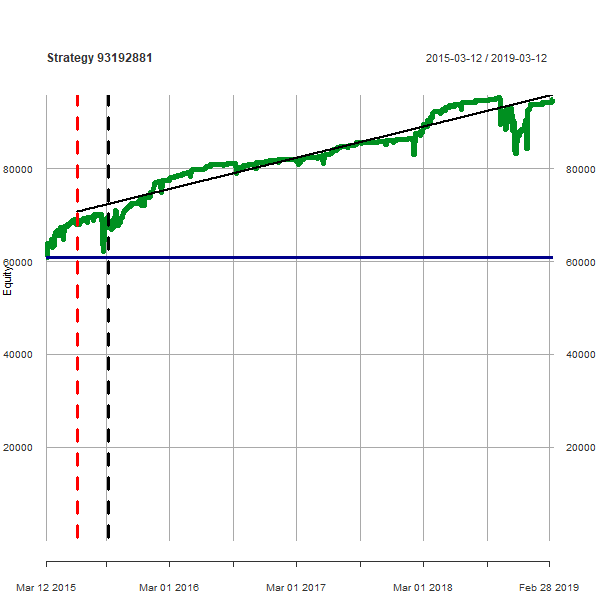 Strategy 93192881
2015-03-12 / 2019-03-12
80000
80000
60000
60000
Equity
40000
40000
20000
20000
Mar 12 2015
Mar 01 2016
Mar 01 2017
Mar 01 2018
Feb 28 2019